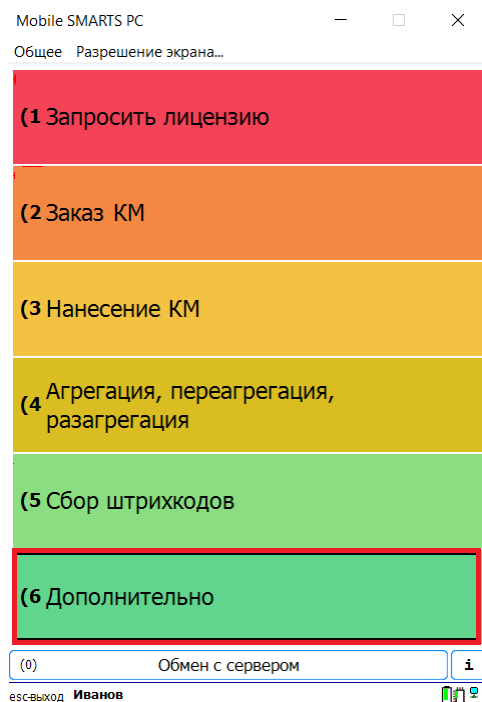 Mobile SMARTS PC
Общее Разрешение экрана...
(1 Запросить лицензию
(2 Заказ КМ
(3 Нанесение КМ
(4 Агрегация, переагрегация,
разагрегация
(5 Сбор штрихкодов
(6 Дополнительно
(0) Обмен с сервером i
esc-выход Иванов